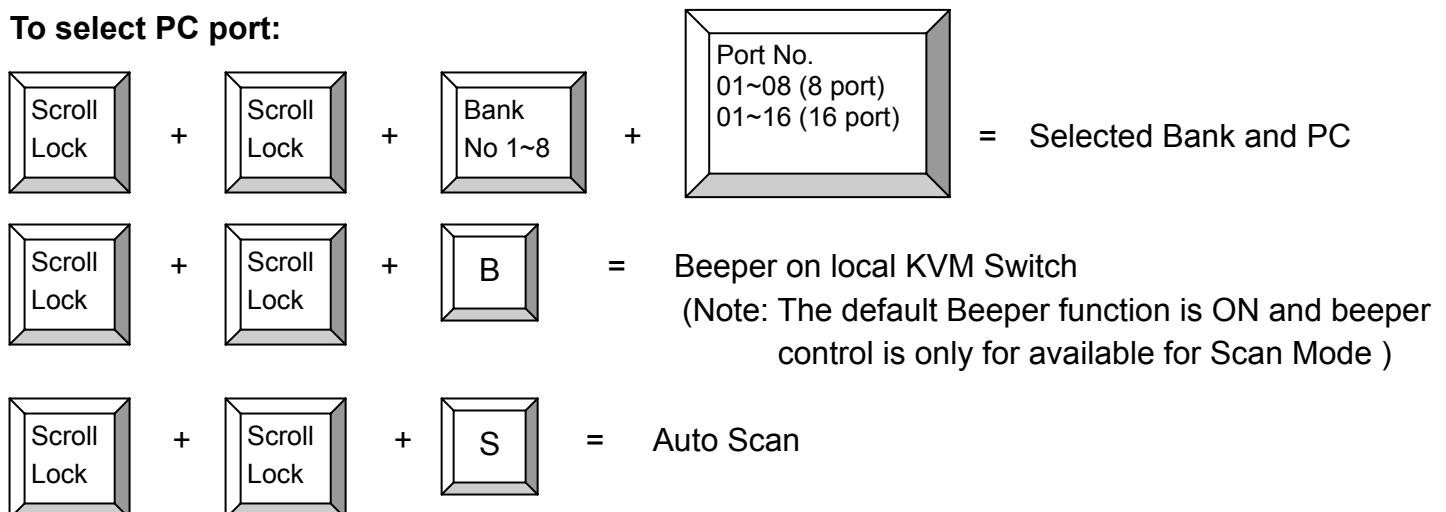 To select PC port:
Scroll Lock + Scroll Lock + Bank No 1~8 + Port No. 01~08 (8 port) 01~16 (16 port) = Selected Bank and PC
Scroll Lock + Scroll Lock + B = Beeper on local KVM Switch
(Note: The default Beeper function is ON and beeper
control is only for available for Scan Mode )
Scroll Lock + Scroll Lock + S = Auto Scan